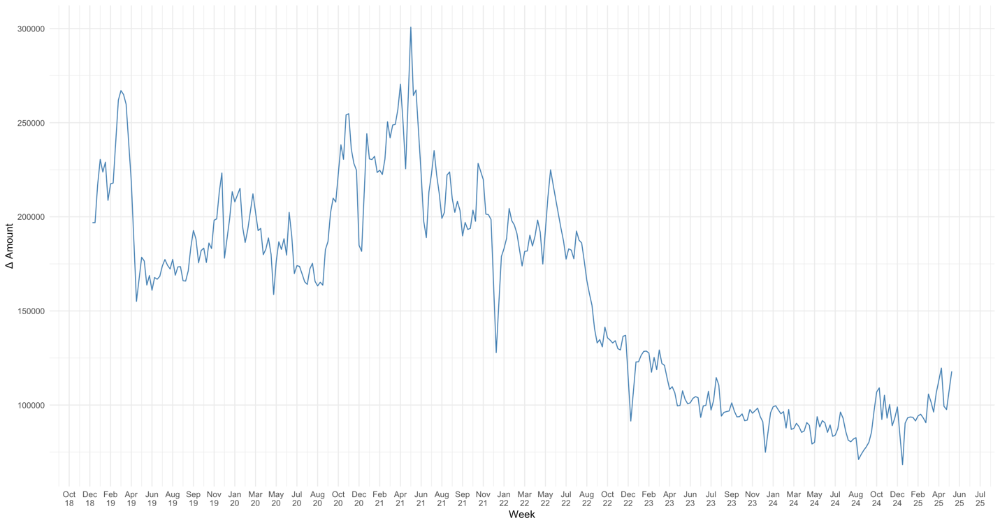 300000
250000
200000
150000
100000
Δ Amount
Oct Dec Feb Apr Jun Aug Sep Nov Jan Mar May Jul Aug Oct Dec Feb Apr Jun Aug Sep Nov Jan Mar May Jun Aug Oct Dec Feb Apr Jun Jul Sep Nov Jan Mar May Jul Aug Oct Dec Feb Apr Jun Jul
18 18 19 19 19 19 19 19 20 20 20 20 20 20 20 21 21 21 21 21 21 22 22 22 22 22 22 22 23 23 23 23 23 23 24 24 24 24 24 24 24 25 25 25 25
Week